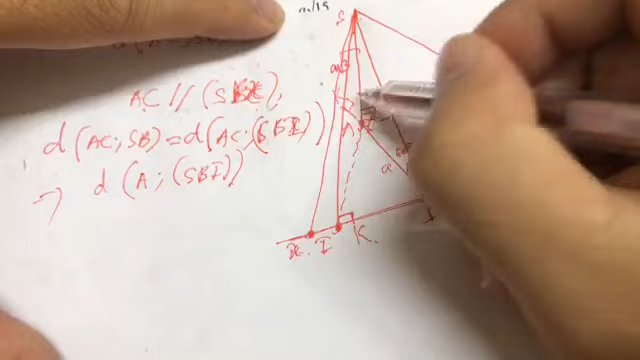 AC // (SBI),
d(AC; SB) = d(AC; (SBI))
=> d(A; (SBI))
S
A
a
60
x. I K.